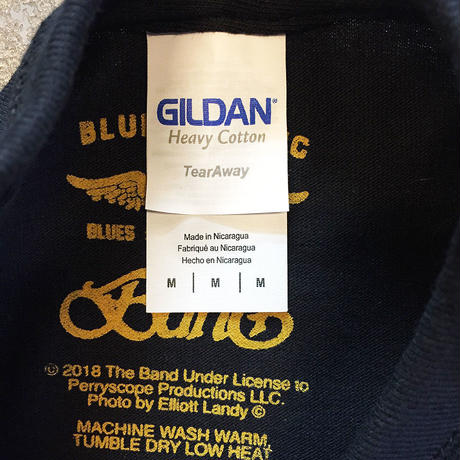 GILDAN®
Heavy Cotton
TearAway
Made in Nicaragua
Fabriqué au Nicaragua
Hecho en Nicaragua
M | M | M
BLUES
© 2018 The Band Under License to
Perryscope Productions LLC.
Photo by Elliott Landy ©
MACHINE WASH WARM,
TUMBLE DRY LOW HEAT